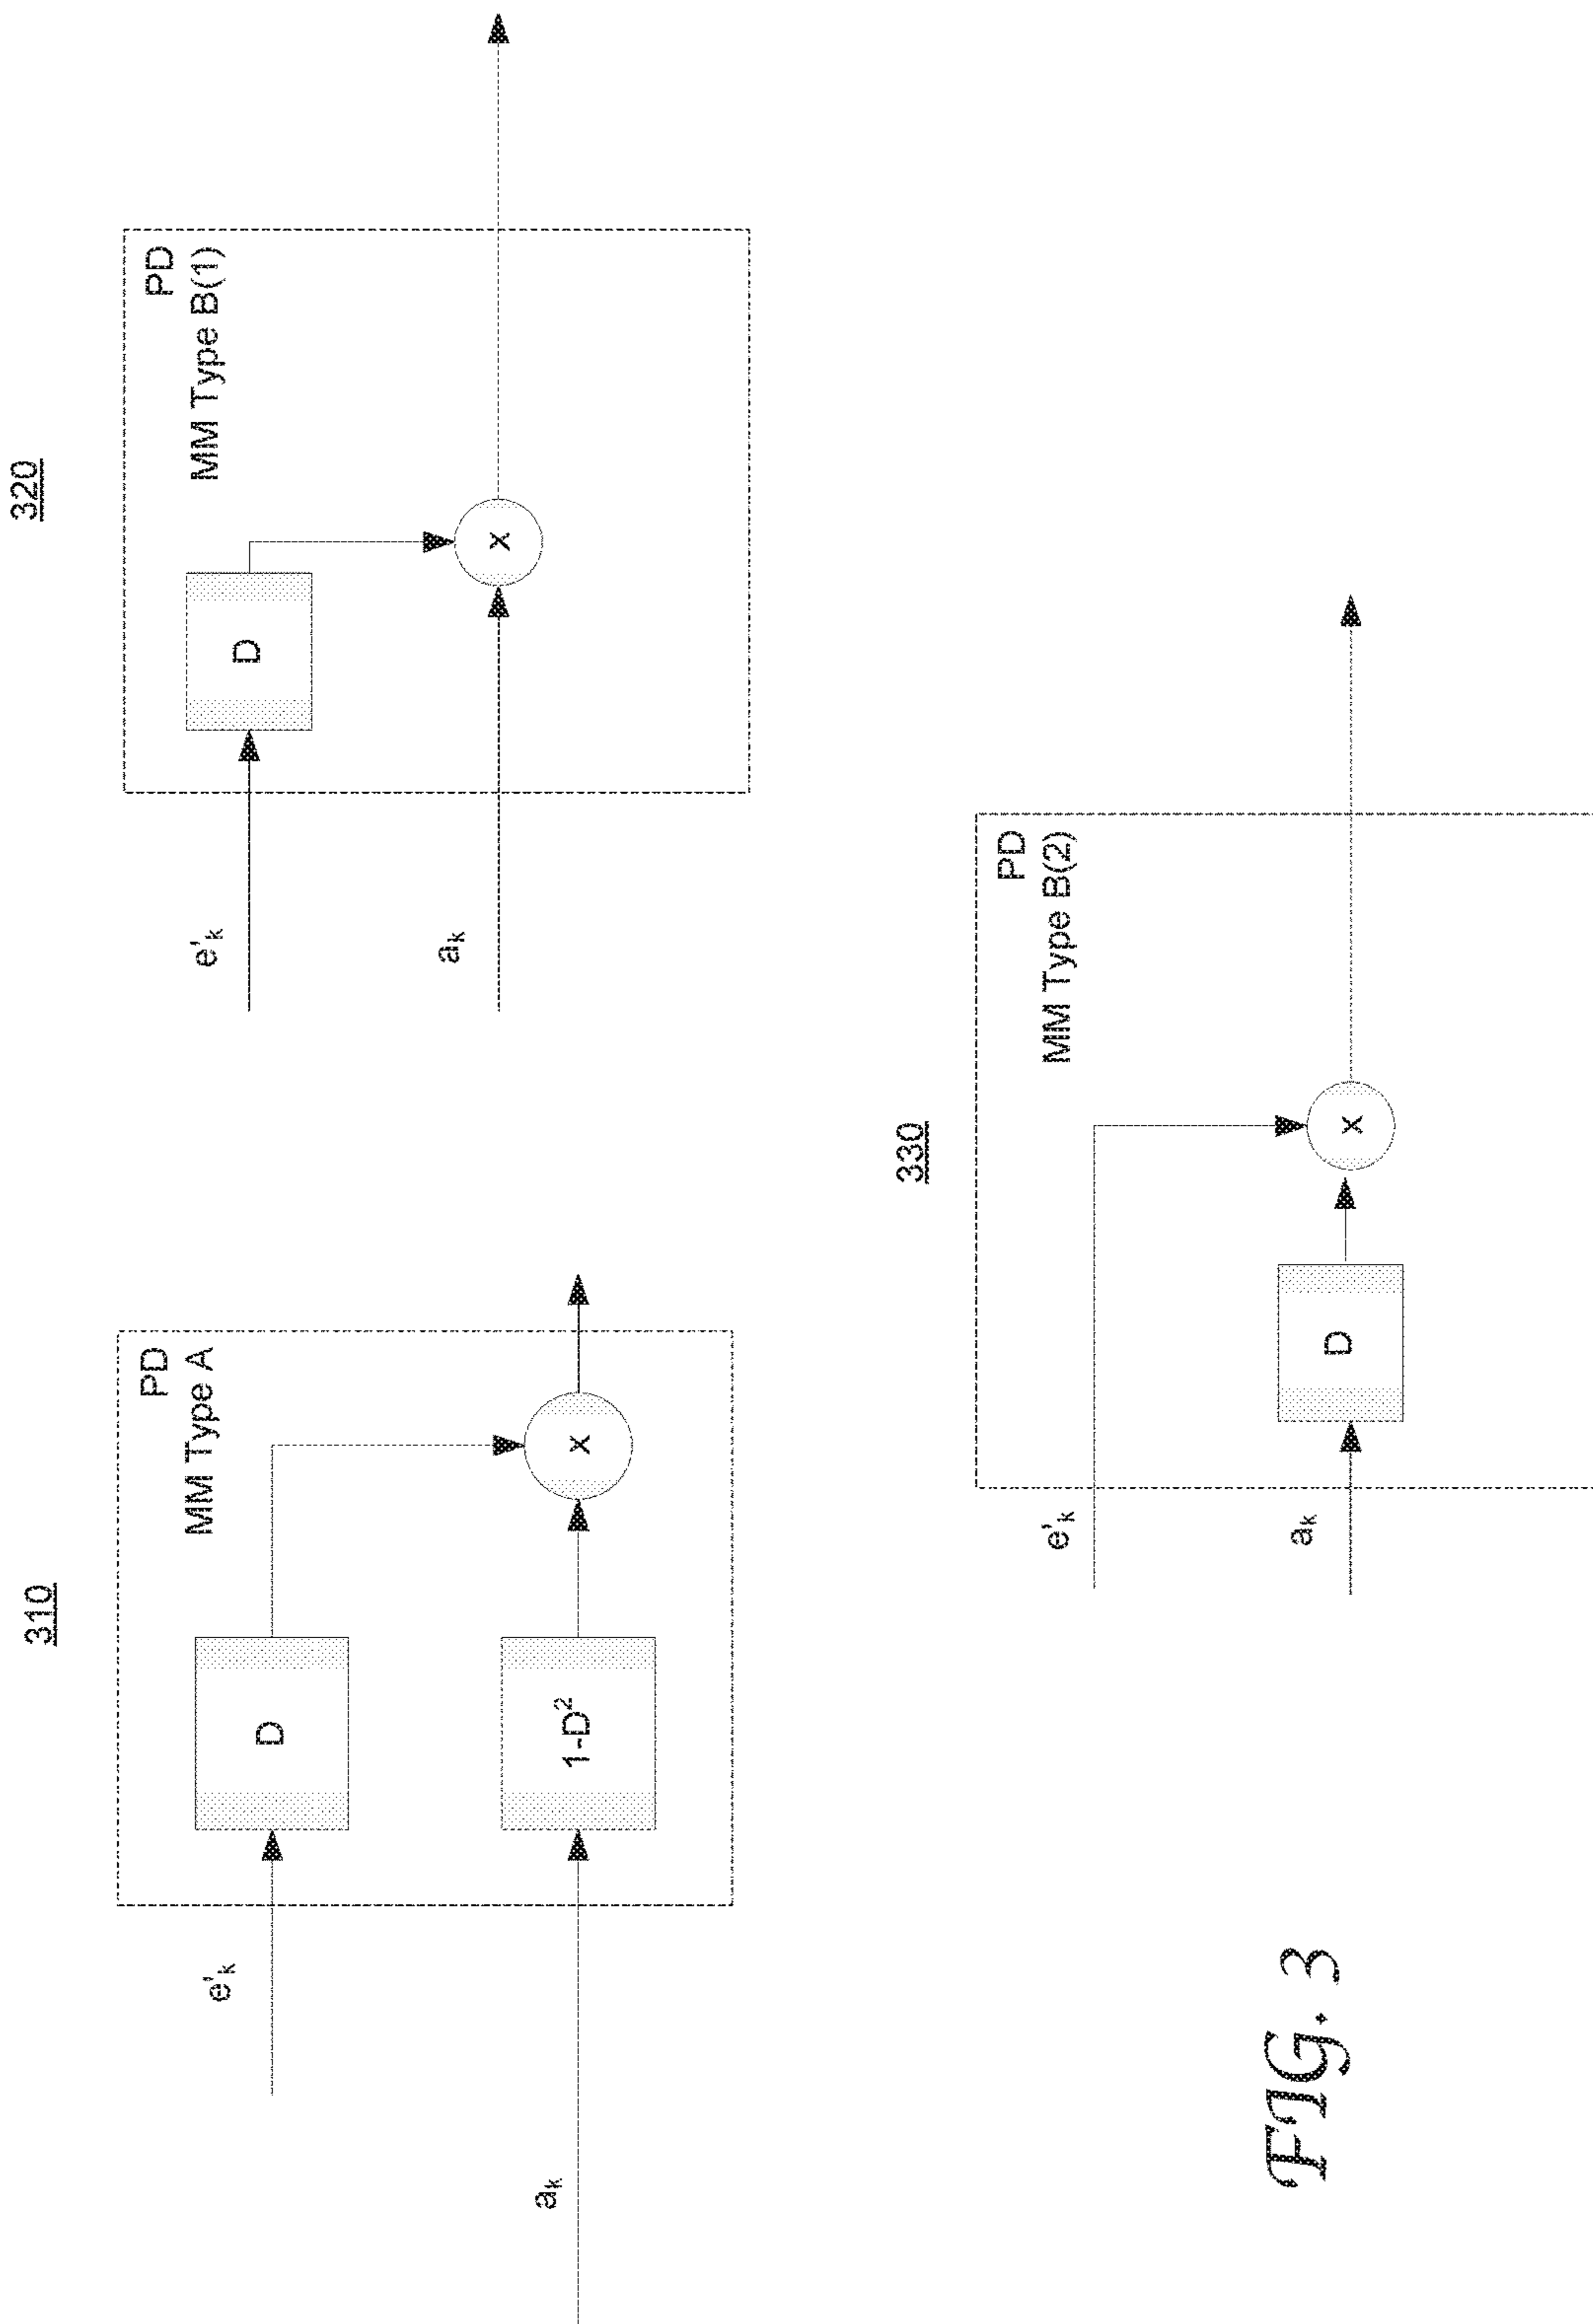 310
PD
MM Type A
e'k
D
ak
1-D²
X
320
PD
MM Type B(1)
e'k
D
ak
X
330
PD
MM Type B(2)
e'k
ak
D
X
FIG. 3